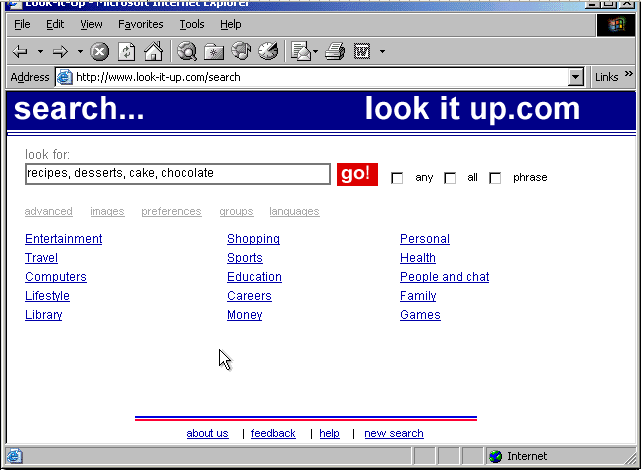 Look-It-Up - Microsoft Internet Explorer
File Edit View Favorites Tools Help
Address http://www.look-it-up.com/search Links »
search... look it up.com
look for:
recipes, desserts, cake, chocolate go! any all phrase
advanced images preferences groups languages
Entertainment Shopping Personal
Travel Sports Health
Computers Education People and chat
Lifestyle Careers Family
Library Money Games
about us | feedback | help | new search
Internet